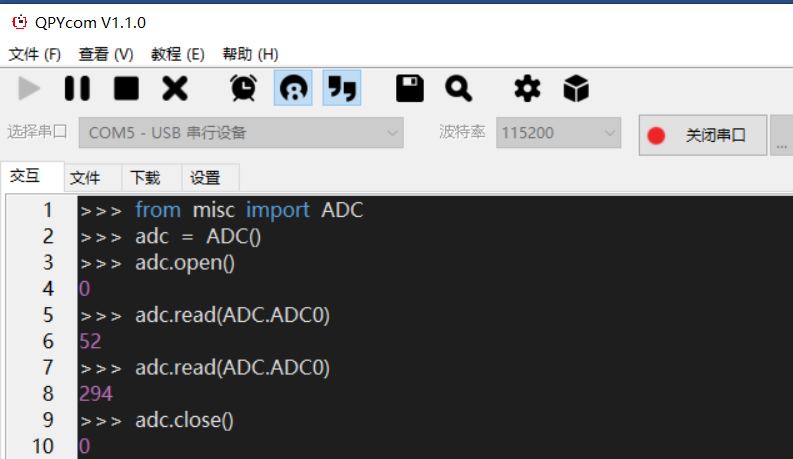 QPYcom V1.1.0
文件 (F) 查看 (V) 教程 (E) 帮助 (H)
选择串口 COM5 - USB 串行设备 波特率 115200 关闭串口 ...
交互 文件 下载 设置
1 >>> from misc import ADC
2 >>> adc = ADC()
3 >>> adc.open()
4 0
5 >>> adc.read(ADC.ADC0)
6 52
7 >>> adc.read(ADC.ADC0)
8 294
9 >>> adc.close()
10 0